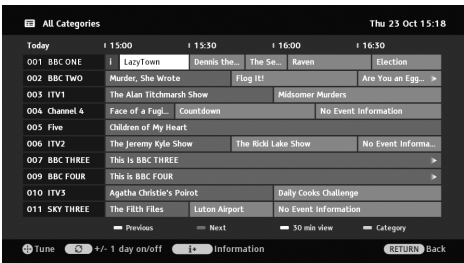 All Categories Thu 23 Oct 15:18
Today 15:00 15:30 16:00 16:30
001 BBC ONE i LazyTown Dennis the... The Se... Raven Election
002 BBC TWO Murder, She Wrote Flog It! Are You an Egg...
003 ITV1 The Alan Titchmarsh Show Midsomer Murders
004 Channel 4 Face of a Fugi... Countdown No Event Information
005 Five Children of My Heart
006 ITV2 The Jeremy Kyle Show The Ricki Lake Show No Event Informa...
007 BBC THREE This is BBC THREE
009 BBC FOUR This is BBC FOUR
010 ITV3 Agatha Christie's Poirot Daily Cooks Challenge
011 SKY THREE The Filth Files Luton Airport No Event Information
Previous Next 30 min view Category
Tune +/- 1 day on/off i+ Information RETURN Back